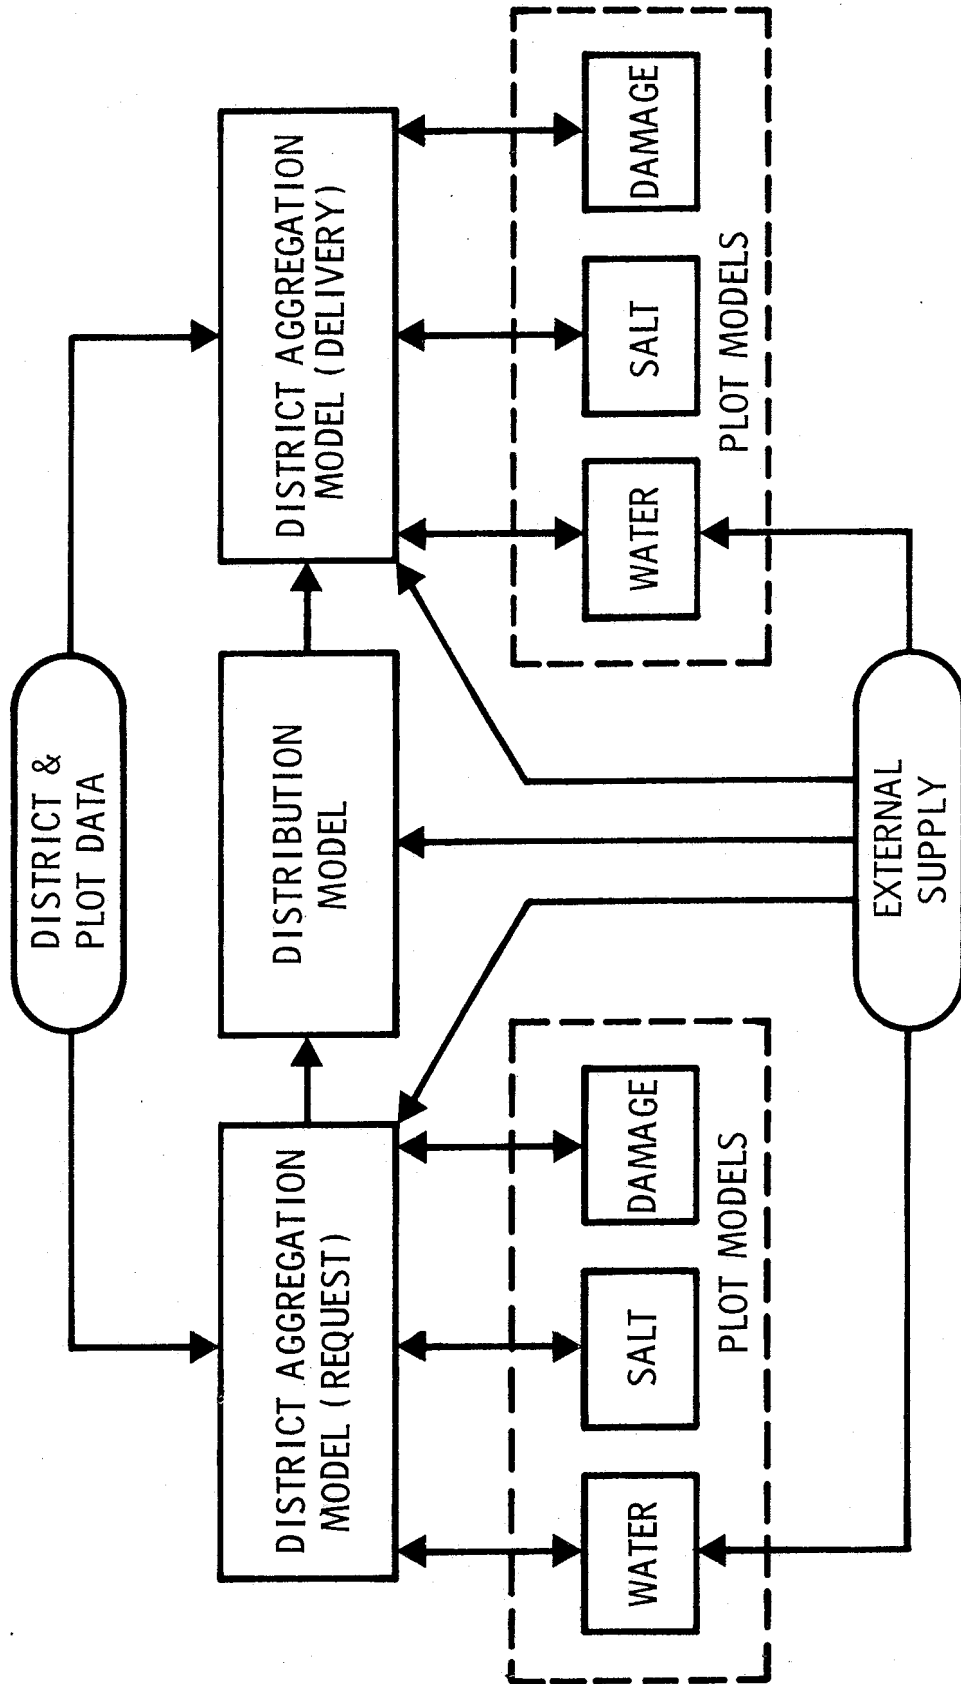 DISTRICT &
PLOT DATA
DISTRICT AGGREGATION
MODEL (REQUEST)
DISTRIBUTION
MODEL
DISTRICT AGGREGATION
MODEL (DELIVERY)
WATER
SALT
DAMAGE
PLOT MODELS
WATER
SALT
DAMAGE
PLOT MODELS
EXTERNAL
SUPPLY